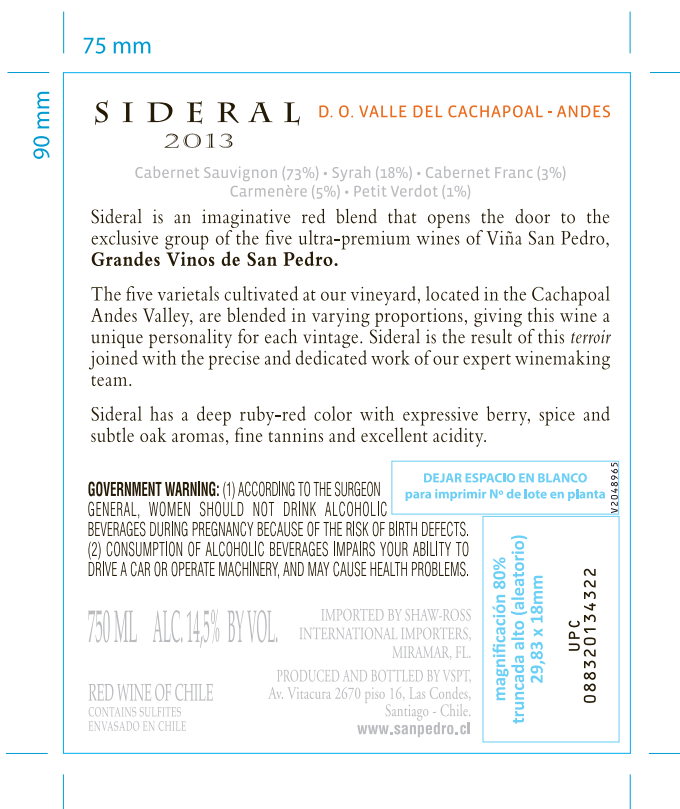 75 mm
90 mm
SIDERAL D. O. VALLE DEL CACHAPOAL - ANDES
2013
Cabernet Sauvignon (73%) • Syrah (18%) • Cabernet Franc (3%)
Carmenère (5%) • Petit Verdot (1%)
Sideral is an imaginative red blend that opens the door to the
exclusive group of the five ultra-premium wines of Viña San Pedro,
Grandes Vinos de San Pedro.
The five varietals cultivated at our vineyard, located in the Cachapoal
Andes Valley, are blended in varying proportions, giving this wine a
unique personality for each vintage. Sideral is the result of this terroir
joined with the precise and dedicated work of our expert winemaking
team.
Sideral has a deep ruby-red color with expressive berry, spice and
subtle oak aromas, fine tannins and excellent acidity.
DEJAR ESPACIO EN BLANCO
para imprimir Nº de lote en planta
V2048965
GOVERNMENT WARNING: (1) ACCORDING TO THE SURGEON
GENERAL, WOMEN SHOULD NOT DRINK ALCOHOLIC
BEVERAGES DURING PREGNANCY BECAUSE OF THE RISK OF BIRTH DEFECTS.
(2) CONSUMPTION OF ALCOHOLIC BEVERAGES IMPAIRS YOUR ABILITY TO
DRIVE A CAR OR OPERATE MACHINERY, AND MAY CAUSE HEALTH PROBLEMS.
750 ML ALC. 14,5% BY VOL.
IMPORTED BY SHAW-ROSS
INTERNATIONAL IMPORTERS,
MIRAMAR, FL.
RED WINE OF CHILE
CONTAINS SULFITES
ENVASADO EN CHILE
PRODUCED AND BOTTLED BY VSPT,
Av. Vitacura 2670 piso 16, Las Condes,
Santiago - Chile.
www.sanpedro.cl
magnificación 80%
truncada alto (aleatorio)
29,83 x 18mm
UPC
088320134322